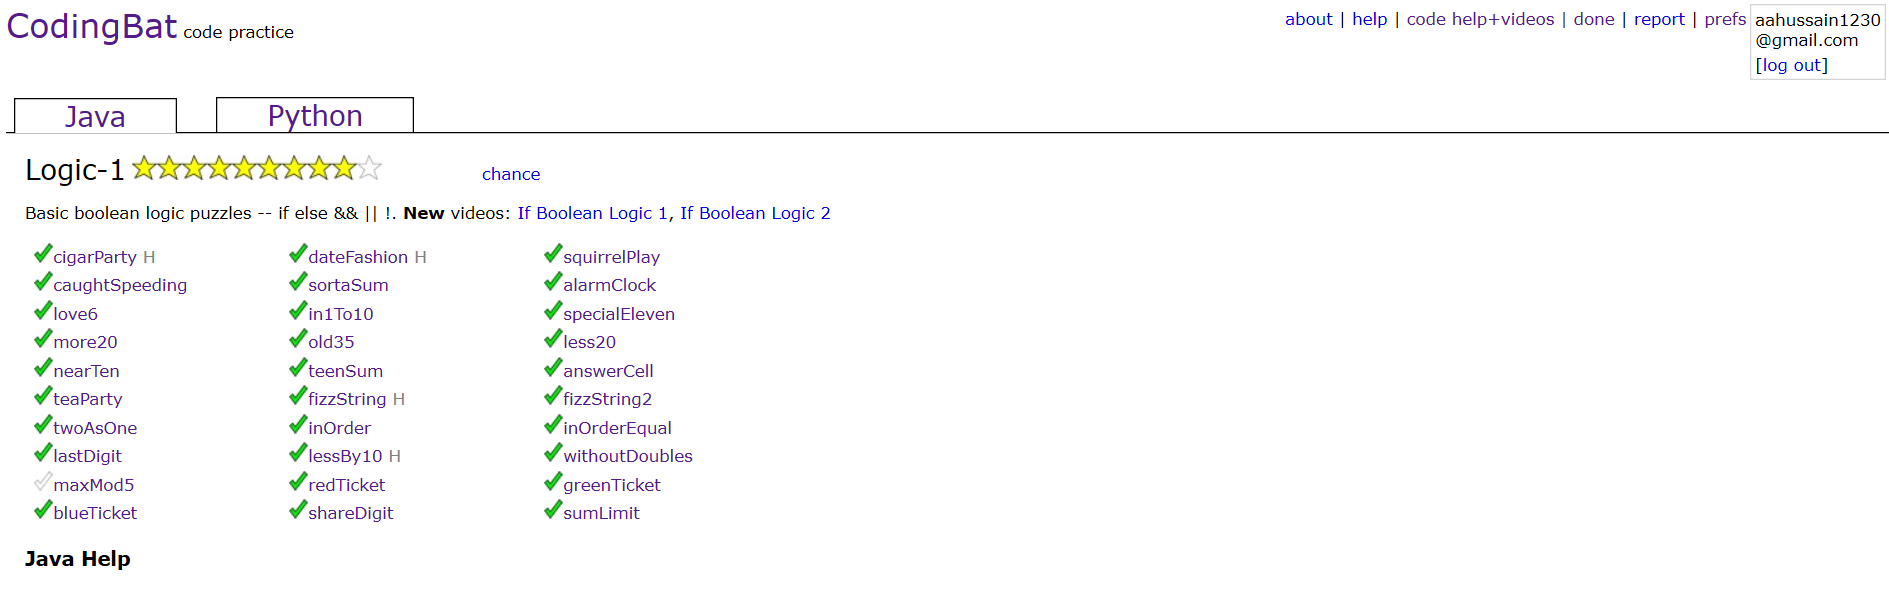 CodingBat code practice
about | help | code help+videos | done | report | prefs
aahussain1230
@gmail.com
[log out]
Java Python
Logic-1 chance
Basic boolean logic puzzles -- if else && || !. New videos: If Boolean Logic 1, If Boolean Logic 2
cigarParty H dateFashion H squirrelPlay
caughtSpeeding sortaSum alarmClock
love6 in1To10 specialEleven
more20 old35 less20
nearTen teenSum answerCell
teaParty fizzString H fizzString2
twoAsOne inOrder inOrderEqual
lastDigit lessBy10 H withoutDoubles
maxMod5 redTicket greenTicket
blueTicket shareDigit sumLimit
Java Help